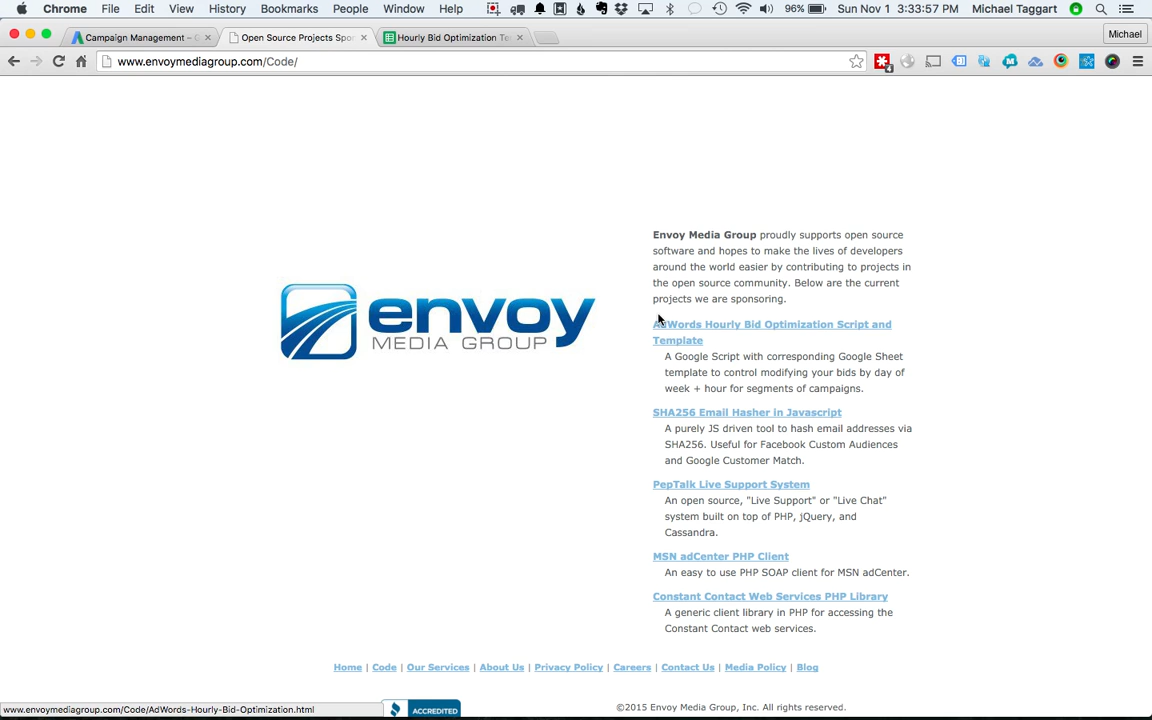 Chrome File Edit View History Bookmarks People Window Help 96% Sun Nov 1 3:33:57 PM Michael Taggart
Campaign Management – Open Source Projects Spo Hourly Bid Optimization Te Michael
www.envoymediagroup.com/Code/
Envoy Media Group proudly supports open source
software and hopes to make the lives of developers
around the world easier by contributing to projects in
the open source community. Below are the current
projects we are sponsoring.
envoy
MEDIA GROUP
AdWords Hourly Bid Optimization Script and
Template
A Google Script with corresponding Google Sheet
template to control modifying your bids by day of
week + hour for segments of campaigns.
SHA256 Email Hasher in Javascript
A purely JS driven tool to hash email addresses via
SHA256. Useful for Facebook Custom Audiences
and Google Customer Match.
PepTalk Live Support System
An open source, "Live Support" or "Live Chat"
system built on top of PHP, jQuery, and
Cassandra.
MSN adCenter PHP Client
An easy to use PHP SOAP client for MSN adCenter.
Constant Contact Web Services PHP Library
A generic client library in PHP for accessing the
Constant Contact web services.
Home | Code | Our Services | About Us | Privacy Policy | Careers | Contact Us | Media Policy | Blog
www.envoymediagroup.com/Code/AdWords-Hourly-Bid-Optimization.html
ACCREDITED
©2015 Envoy Media Group, Inc. All rights reserved.